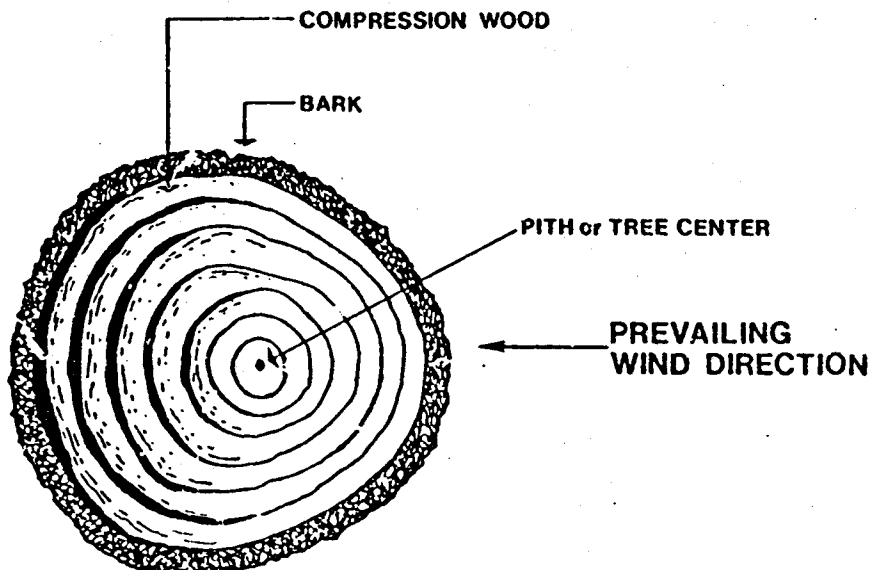 COMPRESSION WOOD
BARK
PITH or TREE CENTER
PREVAILING
WIND DIRECTION